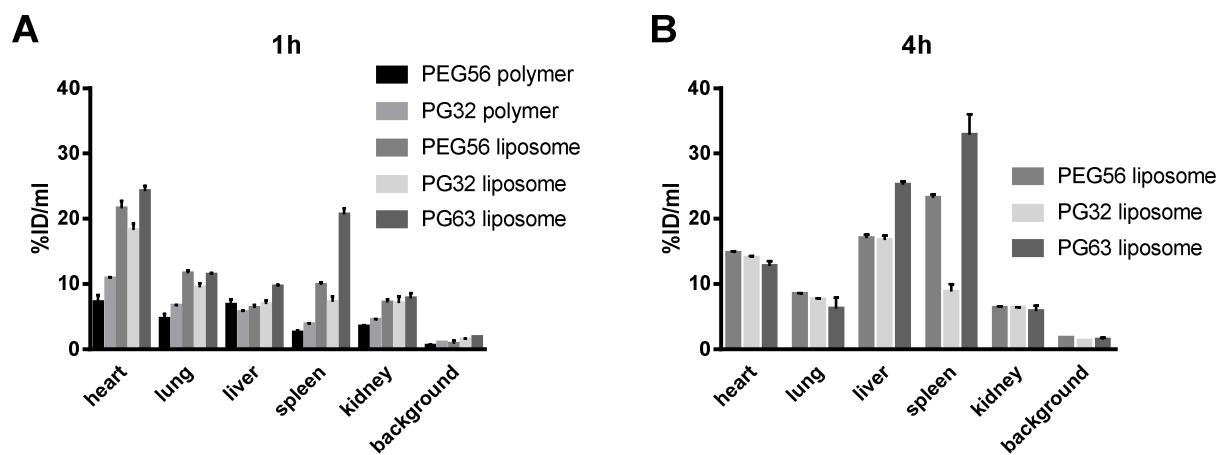 A
1h
%ID/ml
40
30
20
10
0
heart
lung
liver
spleen
kidney
background
PEG56 polymer
PG32 polymer
PEG56 liposome
PG32 liposome
PG63 liposome
B
4h
%ID/ml
40
30
20
10
0
heart
lung
liver
spleen
kidney
background
PEG56 liposome
PG32 liposome
PG63 liposome